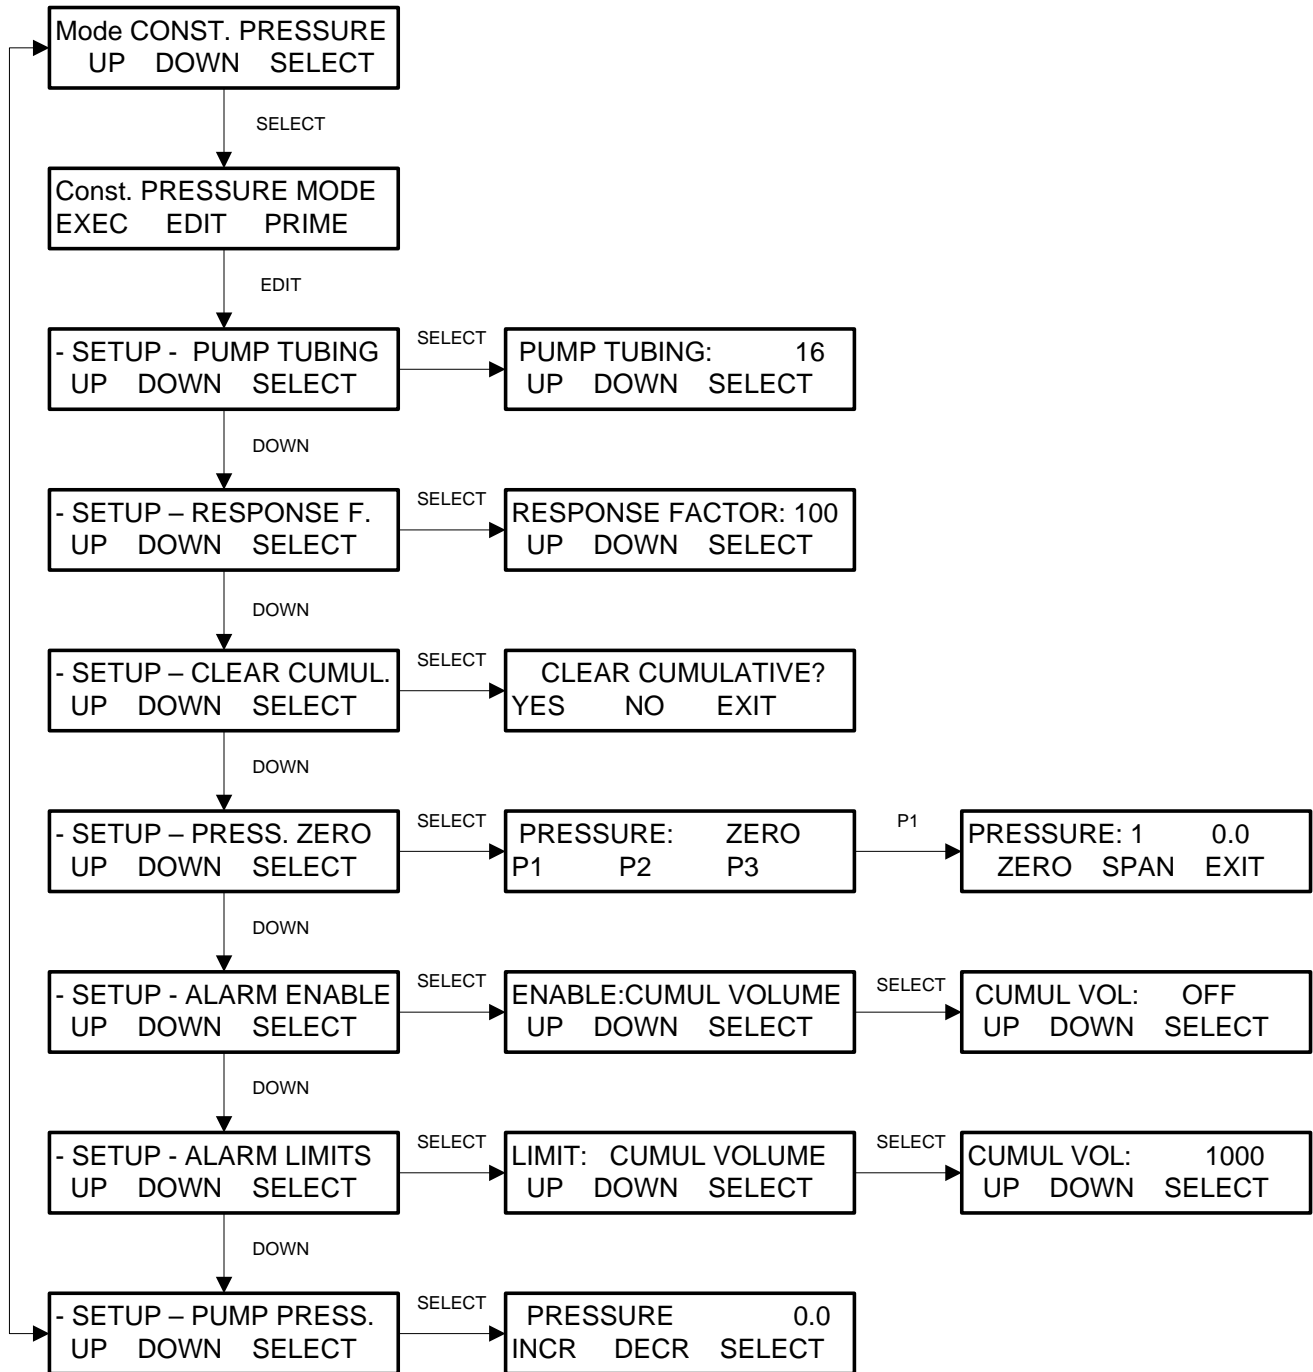 Mode CONST. PRESSURE
UP DOWN SELECT
SELECT
Const. PRESSURE MODE
EXEC EDIT PRIME
EDIT
- SETUP - PUMP TUBING
UP DOWN SELECT
SELECT
PUMP TUBING: 16
UP DOWN SELECT
DOWN
- SETUP – RESPONSE F.
UP DOWN SELECT
SELECT
RESPONSE FACTOR: 100
UP DOWN SELECT
DOWN
- SETUP – CLEAR CUMUL.
UP DOWN SELECT
SELECT
CLEAR CUMULATIVE?
YES NO EXIT
DOWN
- SETUP – PRESS. ZERO
UP DOWN SELECT
SELECT
PRESSURE: ZERO
P1 P2 P3
P1
PRESSURE: 1 0.0
ZERO SPAN EXIT
DOWN
- SETUP - ALARM ENABLE
UP DOWN SELECT
SELECT
ENABLE:CUMUL VOLUME
UP DOWN SELECT
SELECT
CUMUL VOL: OFF
UP DOWN SELECT
DOWN
- SETUP - ALARM LIMITS
UP DOWN SELECT
SELECT
LIMIT: CUMUL VOLUME
UP DOWN SELECT
SELECT
CUMUL VOL: 1000
UP DOWN SELECT
DOWN
- SETUP – PUMP PRESS.
UP DOWN SELECT
SELECT
PRESSURE 0.0
INCR DECR SELECT